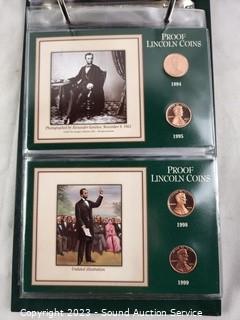 PROOF
LINCOLN COINS
1994
1995
Photographed by Alexander Gardner, November 8, 1863
PROOF
LINCOLN COINS
1998
1999
Undated illustration
Copyright 2023 - Sound Auction Service